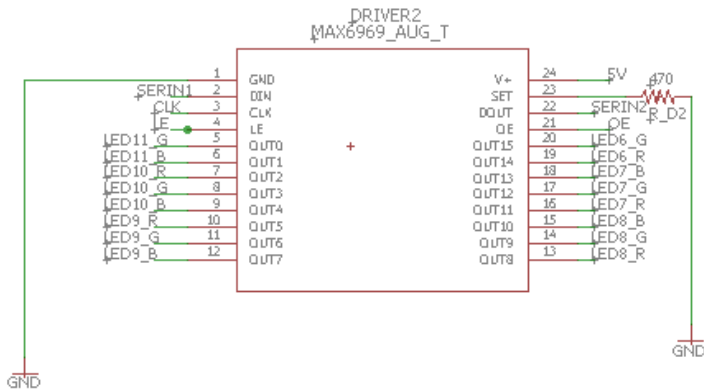 DRIVER2
MAX6969_AUG_T
1 GND V+ 24 5V 470
SERIN1 2 DIN SET 23
CLK 3 CLK DOUT 22 SERIN2 R_D2
LE 4 LE OE 21 OE
LED11_G 5 OUT0 OUT15 20 LED6_G
LED11_B 6 OUT1 OUT14 19 LED6_R
LED10_R 7 OUT2 OUT13 18 LED7_B
LED10_G 8 OUT3 OUT12 17 LED7_G
LED10_B 9 OUT4 OUT11 16 LED7_R
LED9_R 10 OUT5 OUT10 15 LED8_B
LED9_G 11 OUT6 OUT9 14 LED8_G
LED9_B 12 OUT7 OUT8 13 LED8_R
GND
GND